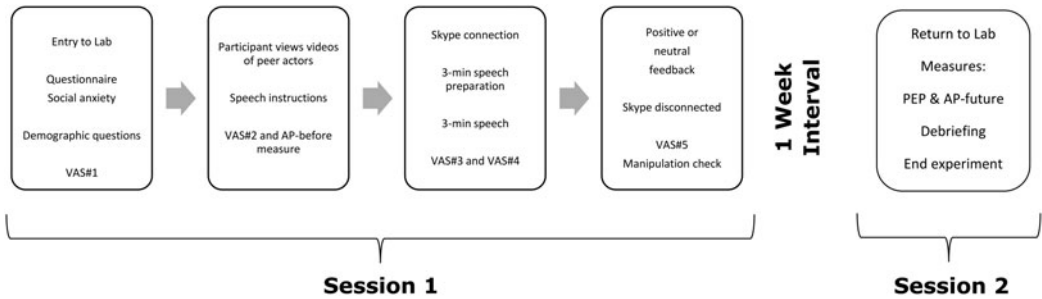 Entry to Lab
Questionnaire
Social anxiety
Demographic questions
VAS#1
Participant views videos
of peer actors
Speech instructions
VAS#2 and AP-before
measure
Skype connection
3-min speech
preparation
3-min speech
VAS#3 and VAS#4
Positive or
neutral
feedback
Skype disconnected
VAS#5
Manipulation check
1 Week
Interval
Return to Lab
Measures:
PEP & AP-future
Debriefing
End experiment
Session 1
Session 2